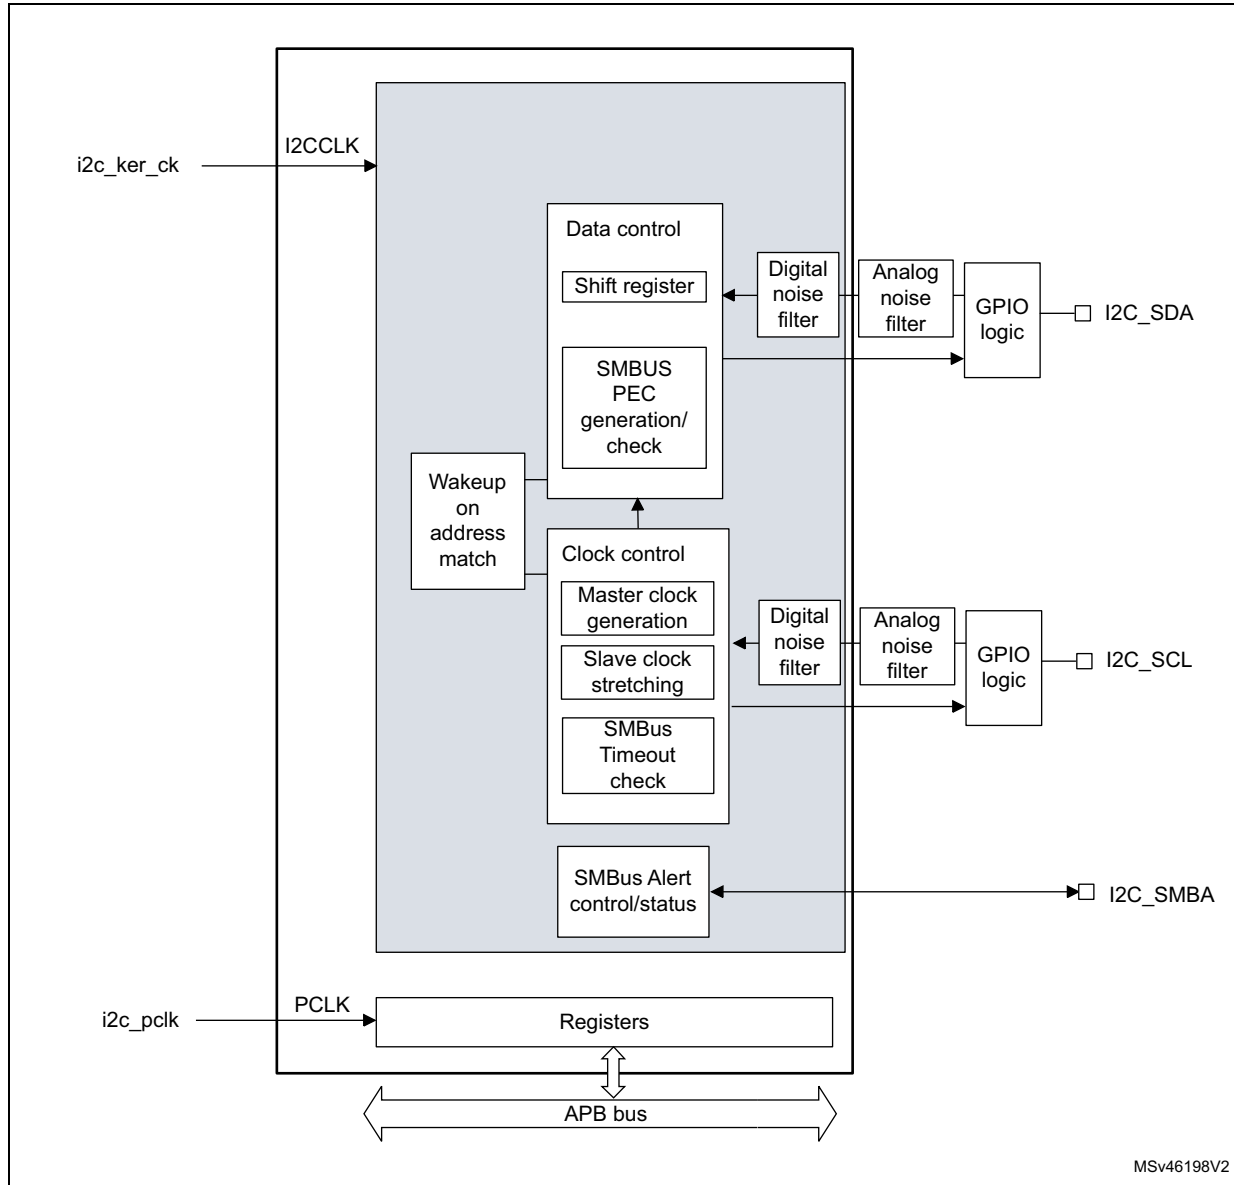 I2CCLK
i2c_ker_ck
Data control
Shift register
SMBUS
PEC
generation/
check
Digital
noise
filter
Analog
noise
filter
GPIO
logic
I2C_SDA
Wakeup
on
address
match
Clock control
Master clock
generation
Slave clock
stretching
SMBus
Timeout
check
Digital
noise
filter
Analog
noise
filter
GPIO
logic
I2C_SCL
SMBus Alert
control/status
I2C_SMBA
PCLK
i2c_pclk
Registers
APB bus
MSv46198V2